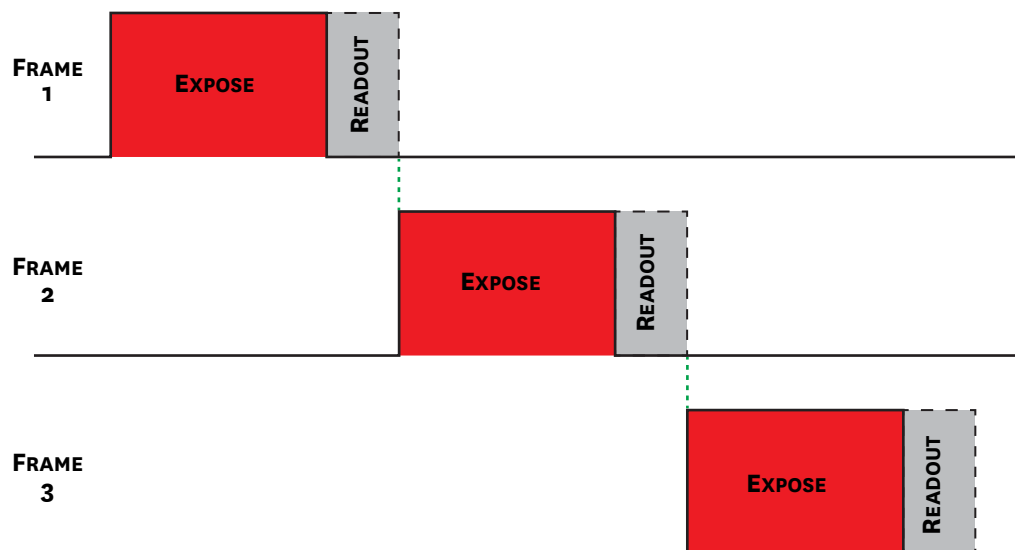 FRAME
1
EXPOSE
READOUT
FRAME
2
EXPOSE
READOUT
FRAME
3
EXPOSE
READOUT